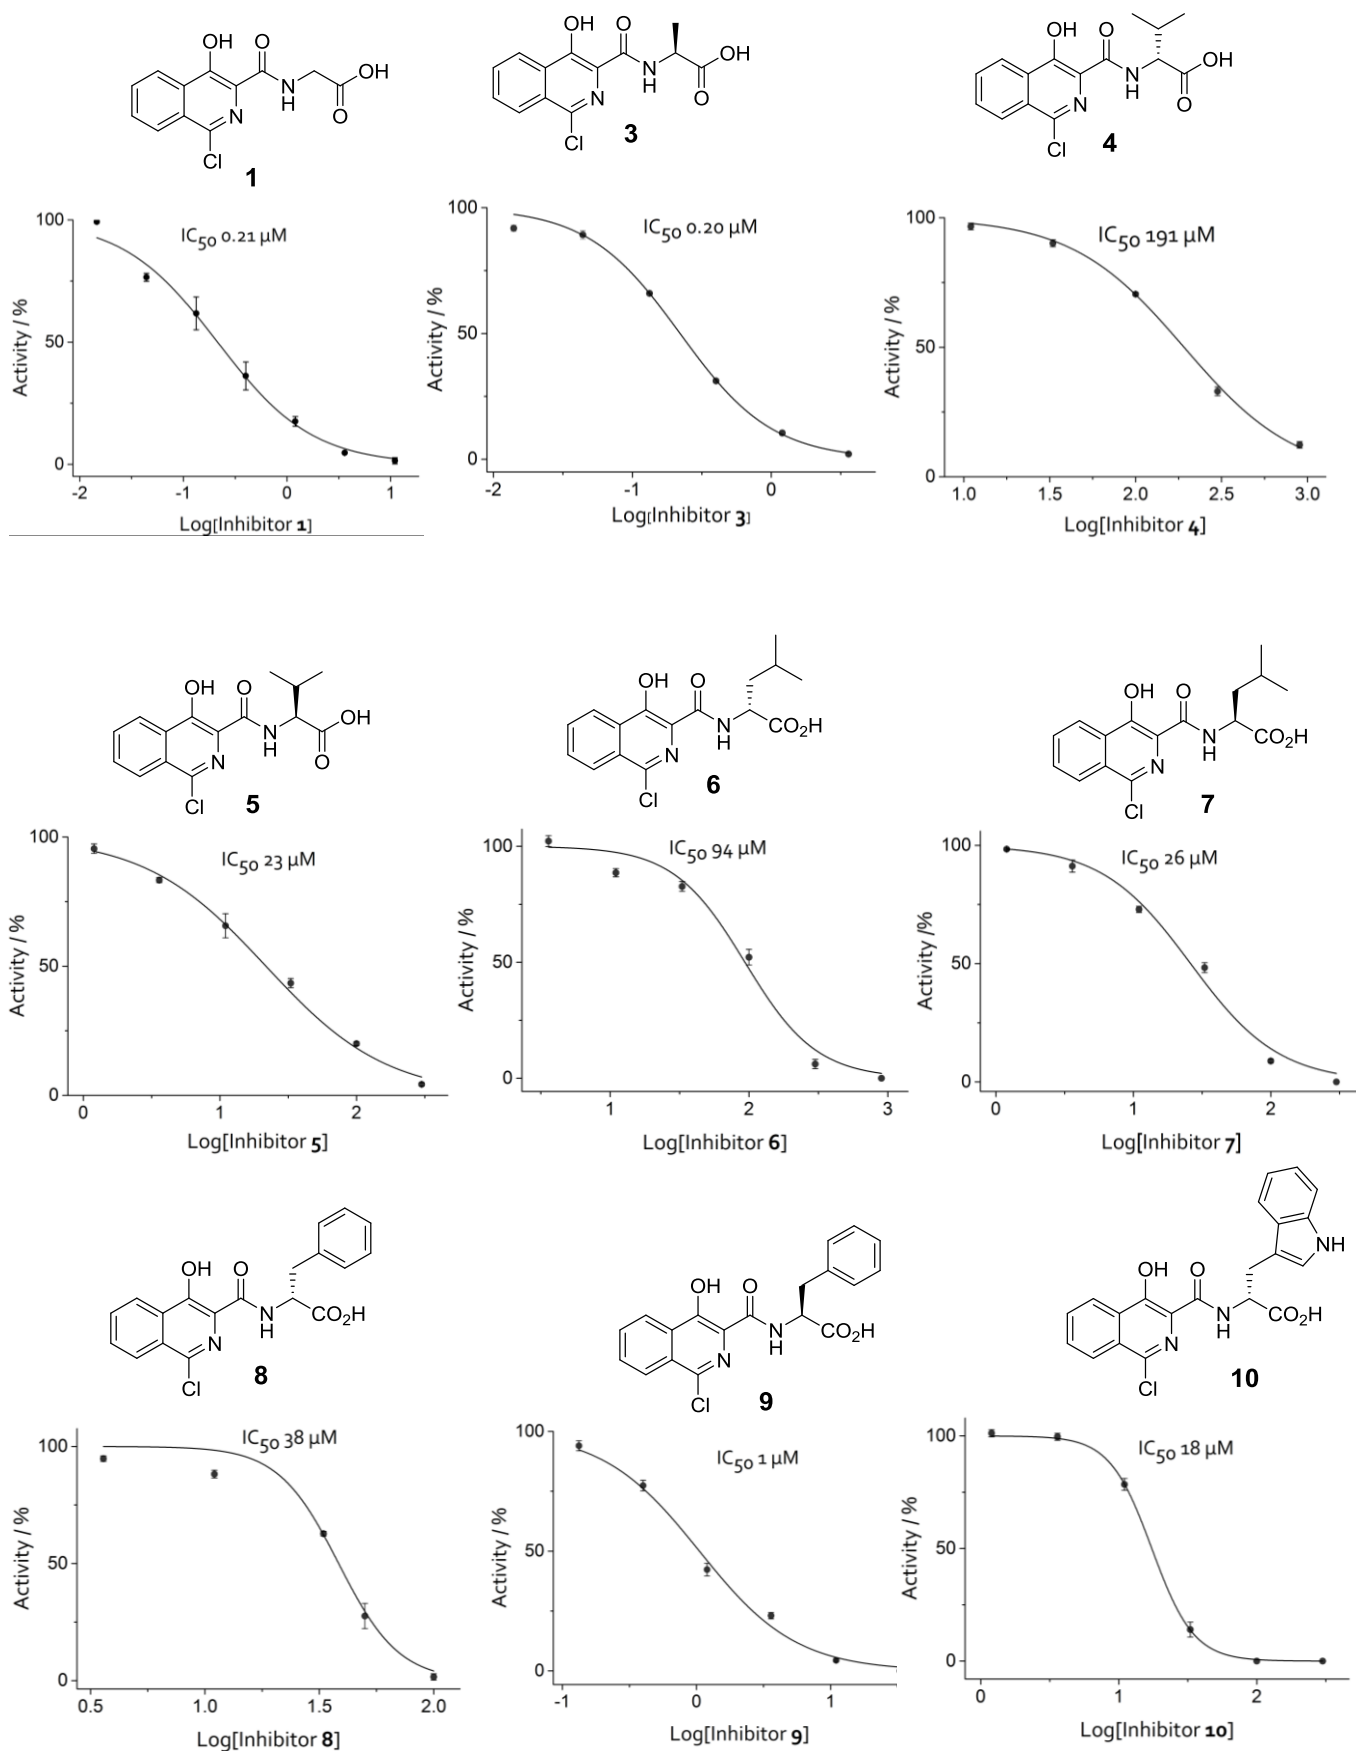 OH O
N
H
OH
O
N
Cl
1
OH O
N
H
OH
O
N
Cl
3
OH O
N
H
OH
O
N
Cl
4
IC50 0.21 µM
Activity / %
100
50
0
-2 -1 0 1
Log[Inhibitor 1]
IC50 0.20 µM
Activity / %
100
50
0
-2 -1 0
Log[Inhibitor 3]
IC50 191 µM
Activity / %
100
50
0
1.0 1.5 2.0 2.5 3.0
Log[Inhibitor 4]
OH O
N
H
OH
O
N
Cl
5
OH O
N
H
CO2H
N
Cl
6
OH O
N
H
CO2H
N
Cl
7
IC50 23 µM
Activity / %
100
50
0
0 1 2
Log[Inhibitor 5]
IC50 94 µM
Activity / %
100
50
0
1 2 3
Log[Inhibitor 6]
IC50 26 µM
Activity /%
100
50
0
0 1 2
Log[Inhibitor 7]
OH O
N
H
CO2H
N
Cl
8
OH O
N
H
CO2H
N
Cl
9
NH
OH O
N
H
CO2H
N
Cl
10
IC50 38 µM
Activity / %
100
50
0
0.5 1.0 1.5 2.0
Log[Inhibitor 8]
IC50 1 µM
Activity / %
100
50
0
-1 0 1
Log[Inhibitor 9]
IC50 18 µM
Activity / %
100
50
0
0 1 2
Log[Inhibitor 10]